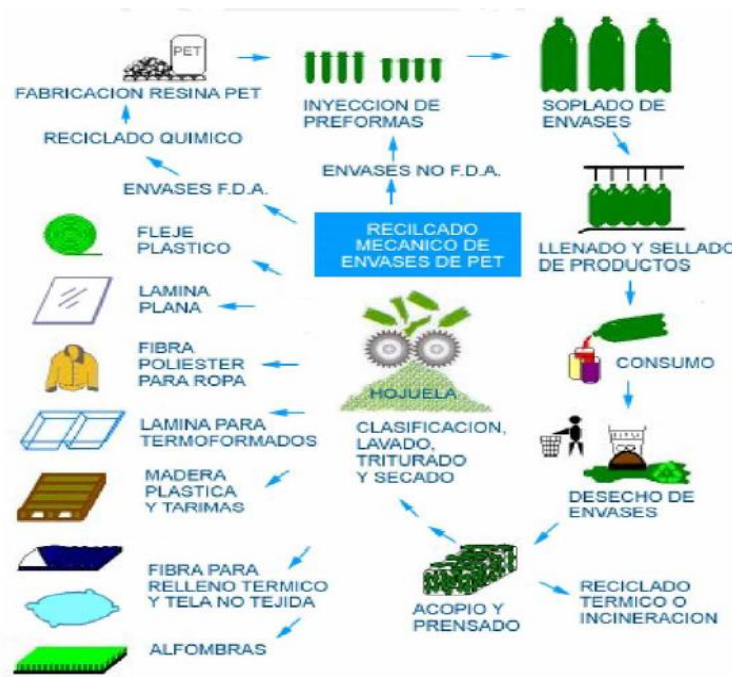 PET
FABRICACION RESINA PET
INYECCION DE
PREFORMAS
SOPLADO DE
ENVASES
RECICLADO QUIMICO
ENVASES F.D.A.
ENVASES NO F.D.A.
RECILCADO
MECANICO DE
ENVASES DE PET
LLENADO Y SELLADO
DE PRODUCTOS
FLEJE
PLASTICO
LAMINA
PLANA
CONSUMO
FIBRA
POLIESTER
PARA ROPA
HOJUELA
LAMINA PARA
TERMOFORMADOS
CLASIFICACION,
LAVADO,
TRITURADO
Y SECADO
MADERA
PLASTICA
Y TARIMAS
DESECHO DE
ENVASES
FIBRA PARA
RELLENO TERMICO
Y TELA NO TEJIDA
ACOPIO Y
PRENSADO
RECICLADO
TERMICO O
INCINERACION
ALFOMBRAS